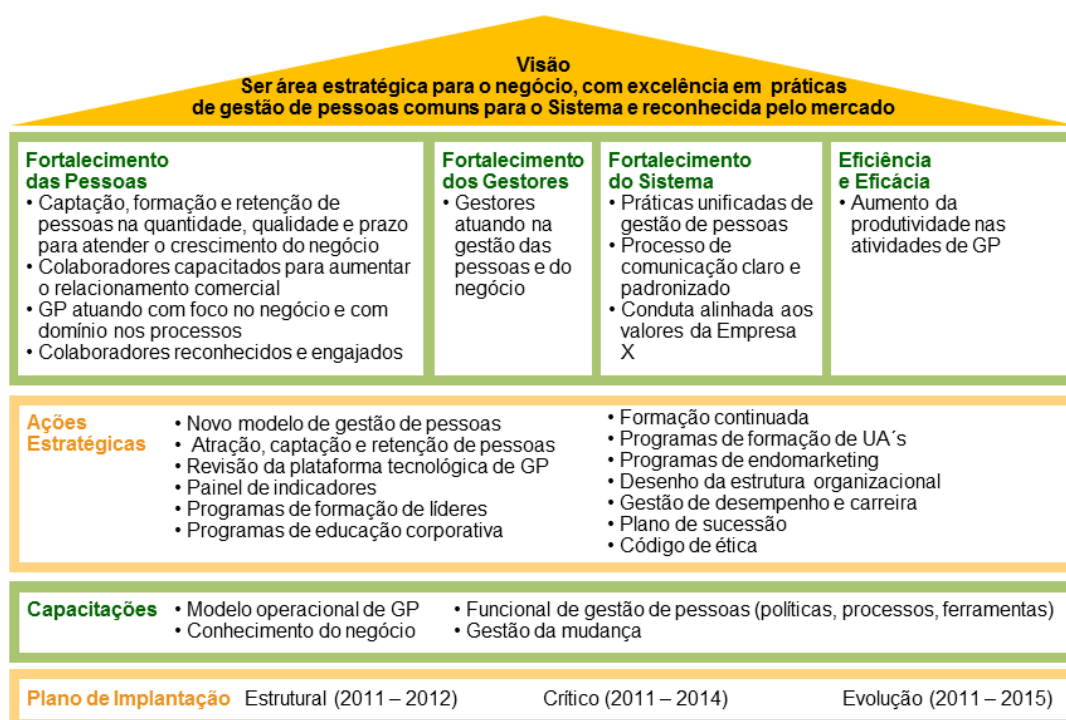 Visão
Ser área estratégica para o negócio, com excelência em práticas
de gestão de pessoas comuns para o Sistema e reconhecida pelo mercado
Fortalecimento
das Pessoas
• Captação, formação e retenção de
pessoas na quantidade, qualidade e prazo
para atender o crescimento do negócio
• Colaboradores capacitados para aumentar
o relacionamento comercial
• GP atuando com foco no negócio e com
domínio nos processos
• Colaboradores reconhecidos e engajados
Fortalecimento
dos Gestores
• Gestores
atuando na
gestão das
pessoas e do
negócio
Fortalecimento
do Sistema
• Práticas unificadas de
gestão de pessoas
• Processo de
comunicação claro e
padronizado
• Conduta alinhada aos
valores da Empresa
X
Eficiência
e Eficácia
• Aumento da
produtividade nas
atividades de GP
Ações
Estratégicas
• Novo modelo de gestão de pessoas
• Atração, captação e retenção de pessoas
• Revisão da plataforma tecnológica de GP
• Painel de indicadores
• Programas de formação de líderes
• Programas de educação corporativa
• Formação continuada
• Programas de formação de UA´s
• Programas de endomarketing
• Desenho da estrutura organizacional
• Gestão de desempenho e carreira
• Plano de sucessão
• Código de ética
Capacitações
• Modelo operacional de GP
• Conhecimento do negócio
• Funcional de gestão de pessoas (políticas, processos, ferramentas)
• Gestão da mudança
Plano de Implantação Estrutural (2011 – 2012) Crítico (2011 – 2014) Evolução (2011 – 2015)